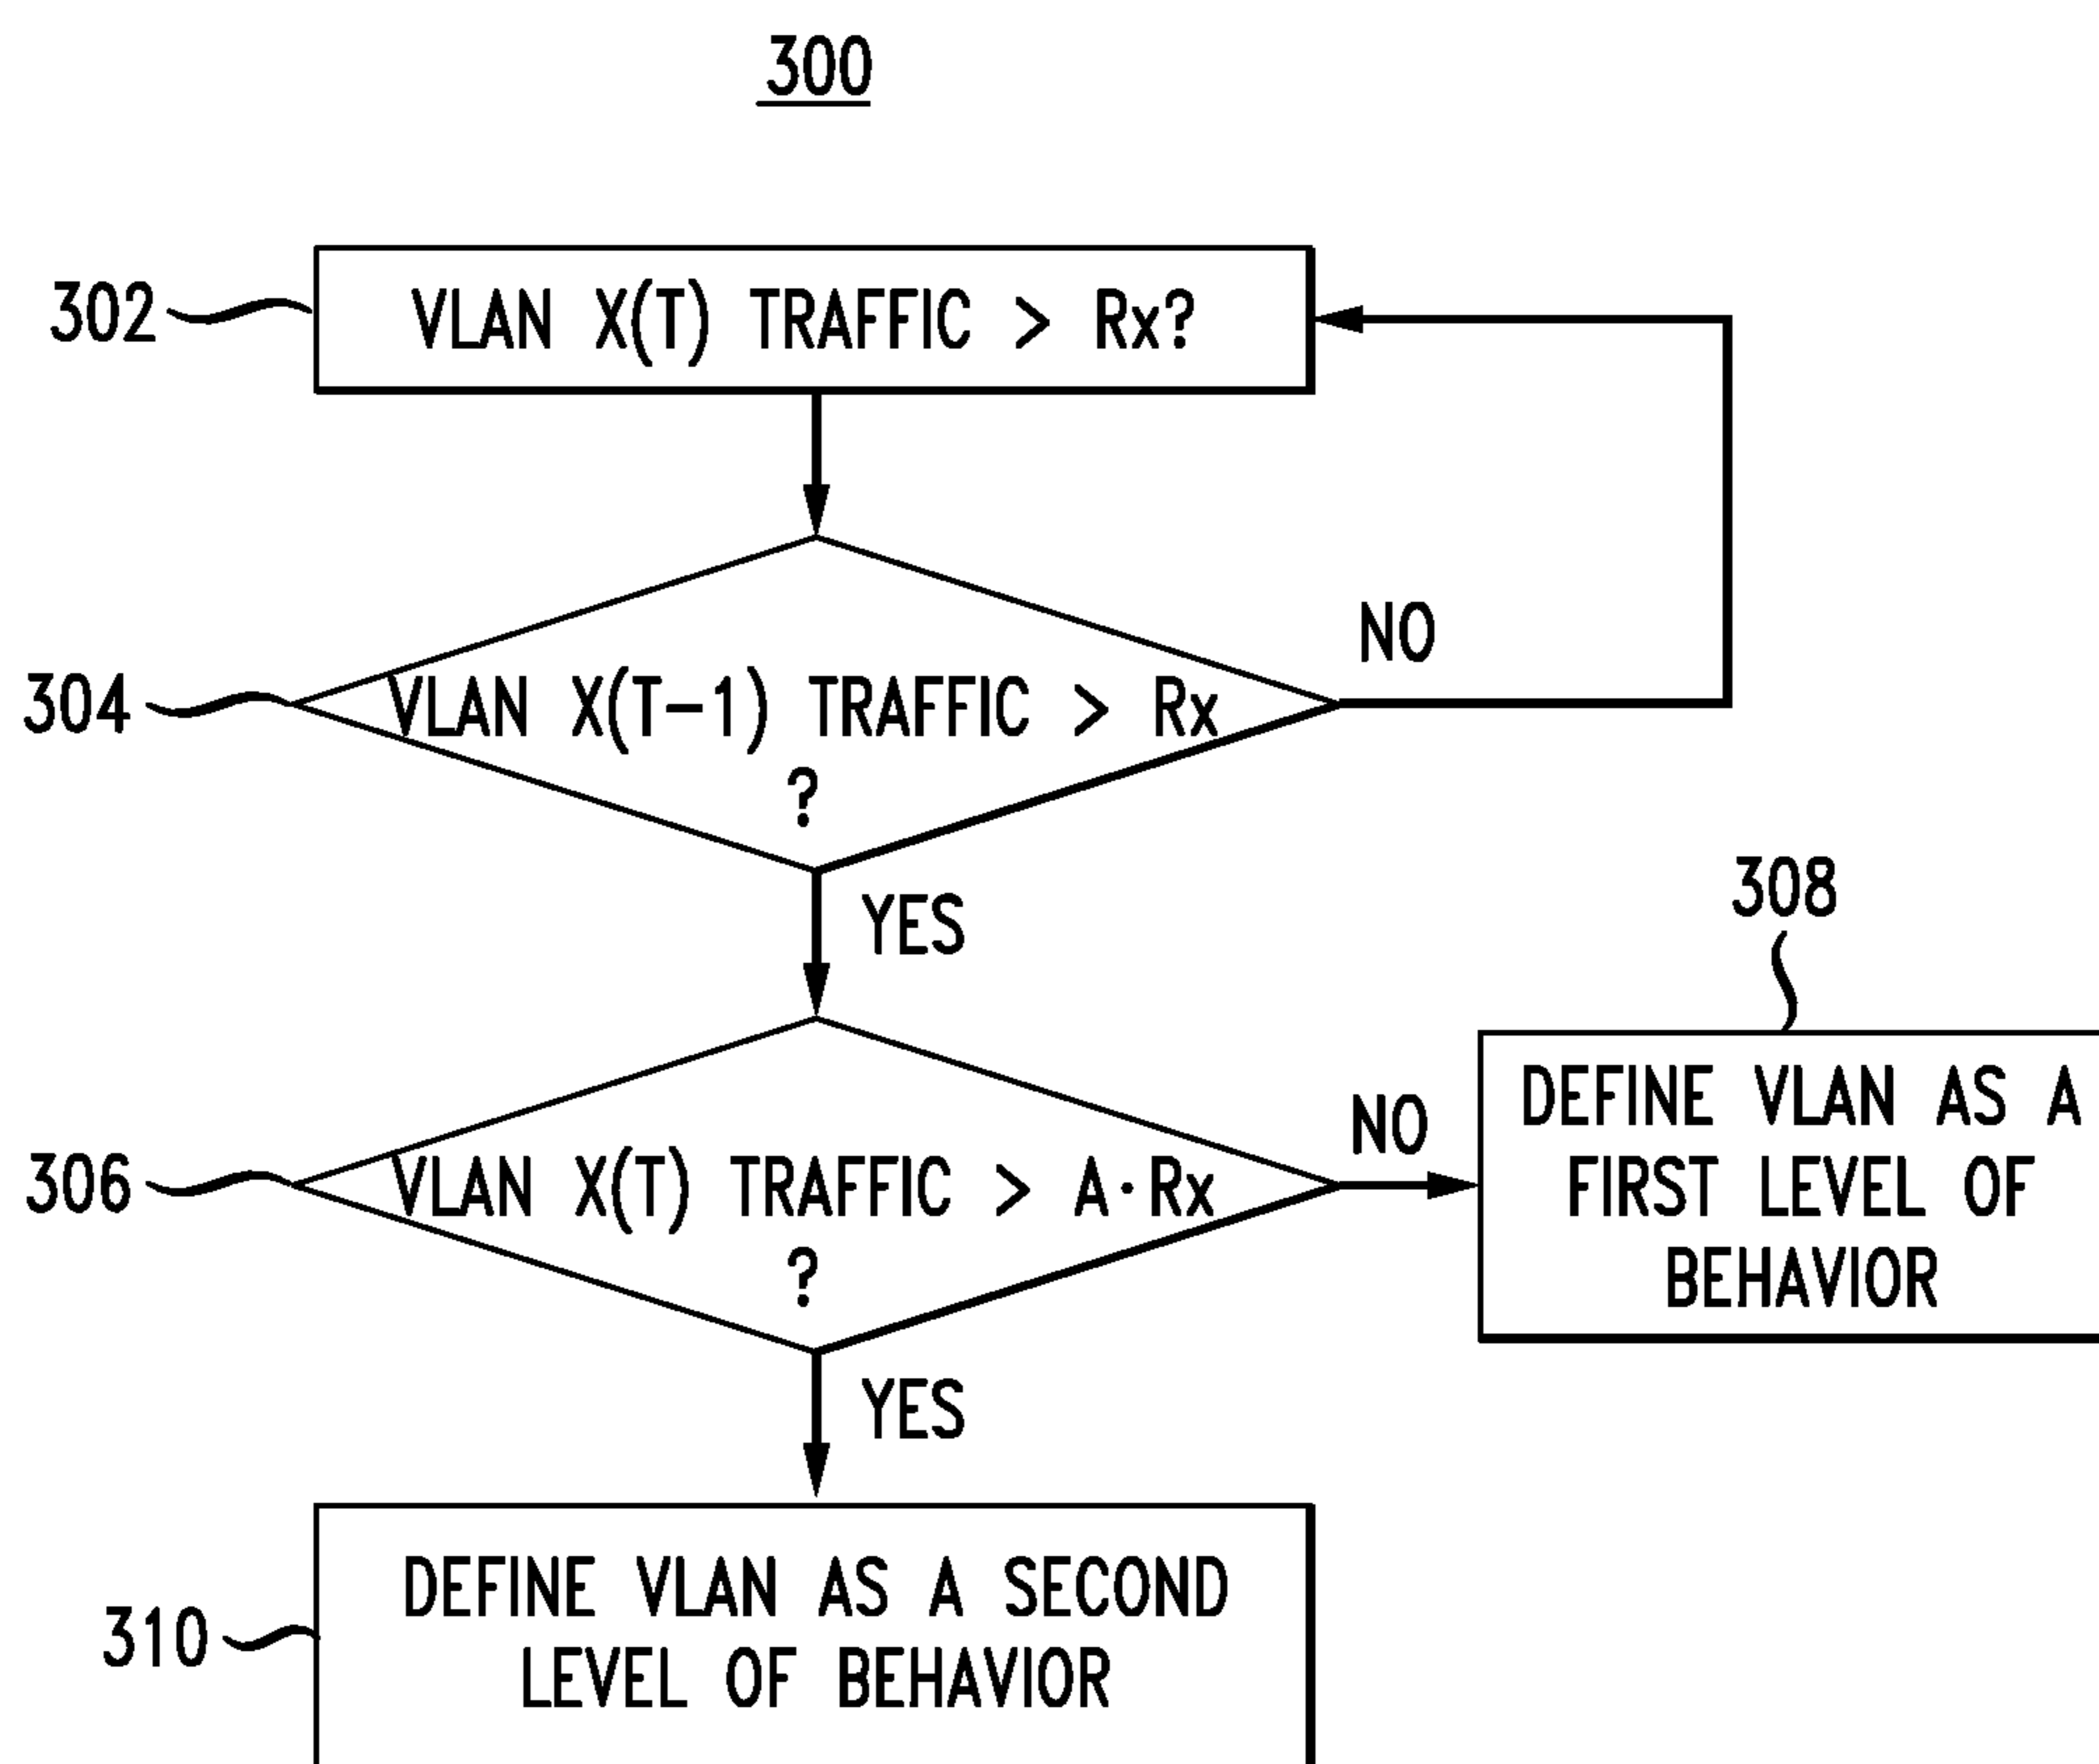 300
302
VLAN X(T) TRAFFIC > Rx?
304
VLAN X(T-1) TRAFFIC > Rx
?
NO
YES
306
VLAN X(T) TRAFFIC > A·Rx
?
NO
308
DEFINE VLAN AS A
FIRST LEVEL OF
BEHAVIOR
YES
310
DEFINE VLAN AS A SECOND
LEVEL OF BEHAVIOR